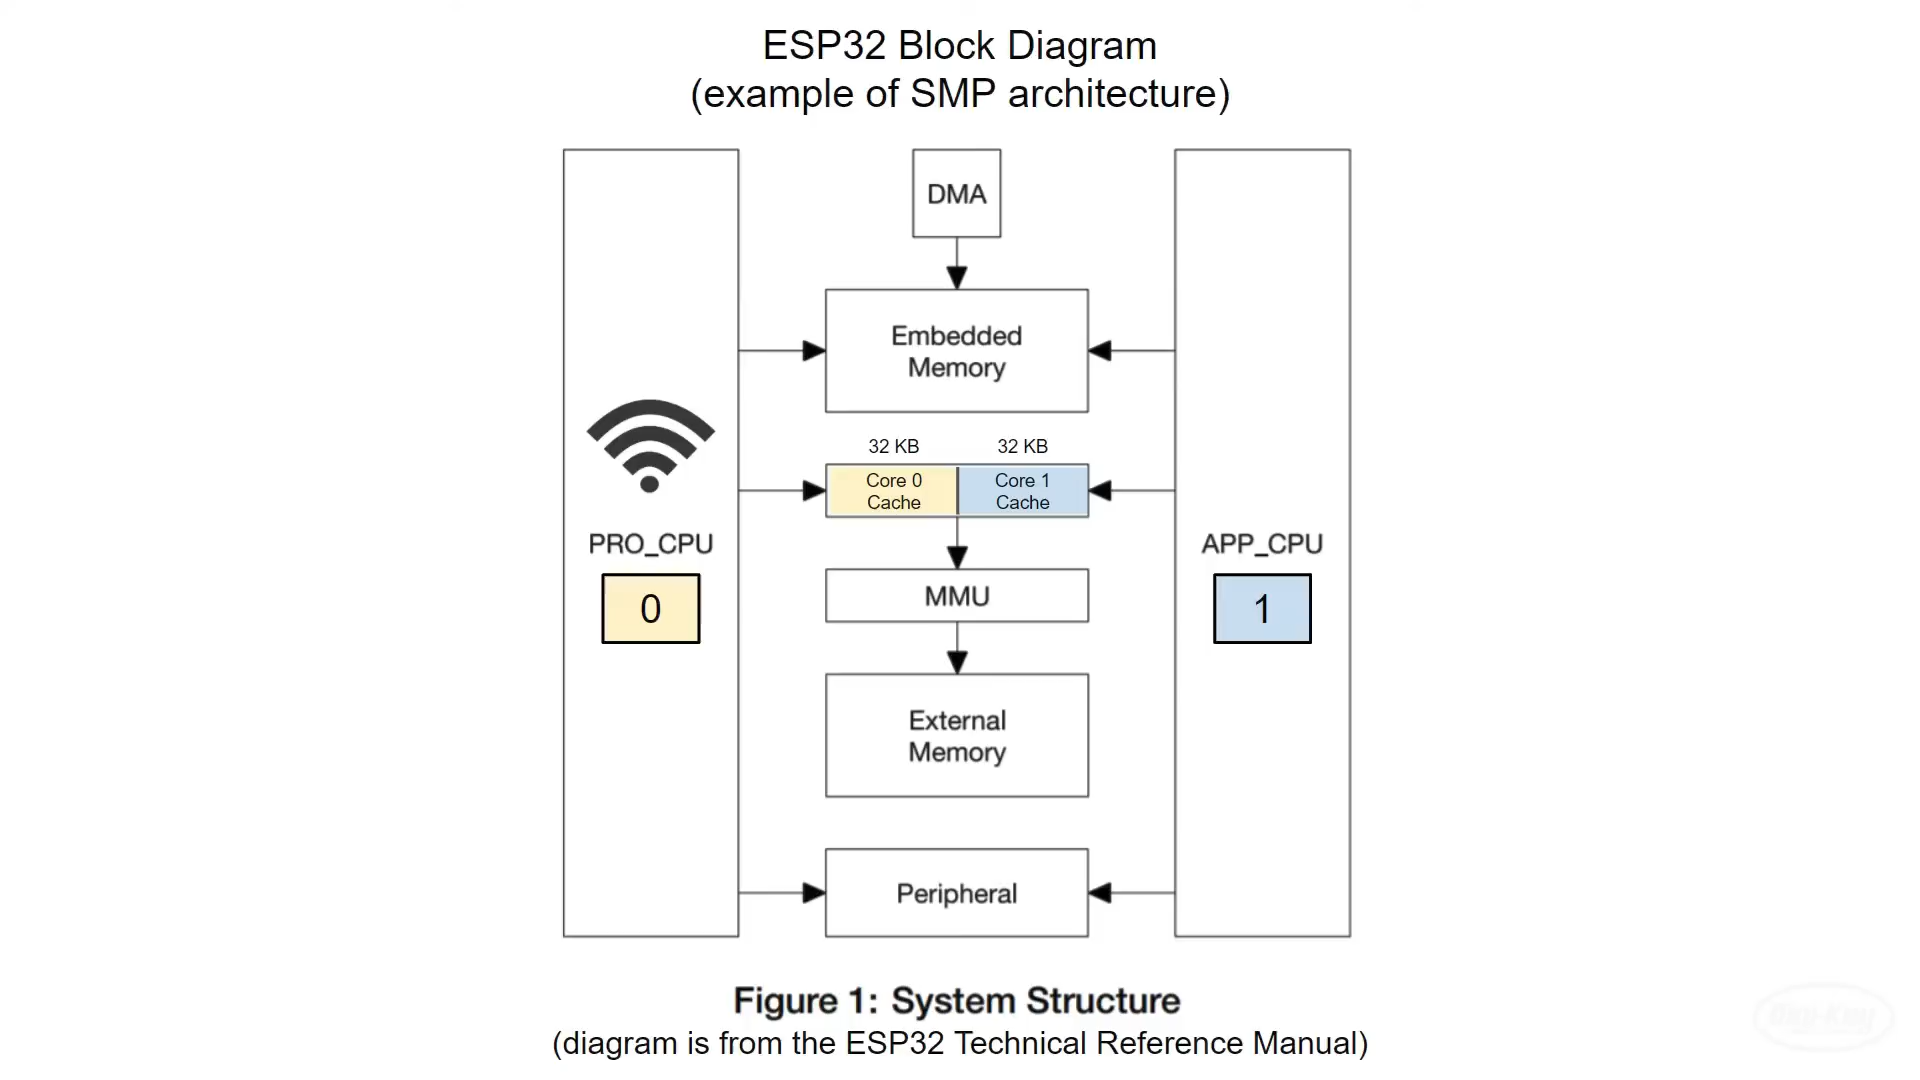 ESP32 Block Diagram
(example of SMP architecture)
DMA
Embedded
Memory
32 KB
32 KB
Core 0
Cache
Core 1
Cache
PRO_CPU
0
APP_CPU
1
MMU
External
Memory
Peripheral
Figure 1: System Structure
(diagram is from the ESP32 Technical Reference Manual)
Digi-Key